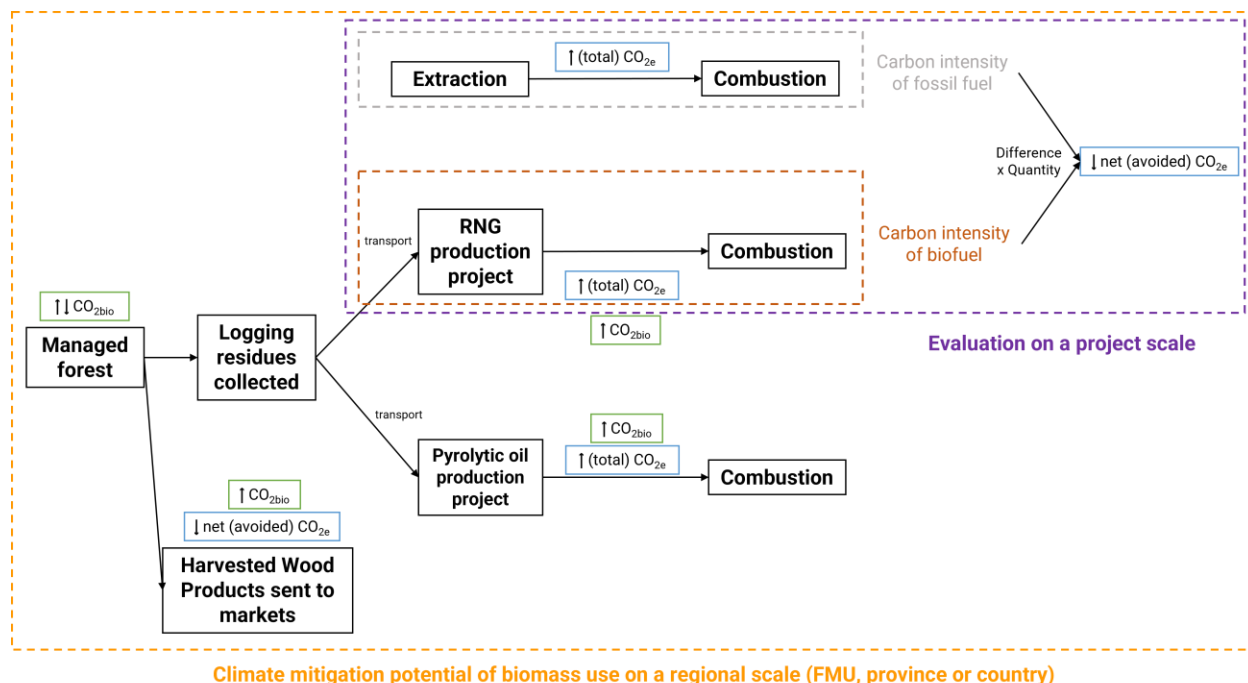 ↑(total) CO2e
Extraction
Combustion
Carbon intensity
of fossil fuel
Difference
x Quantity
↓ net (avoided) CO2e
RNG
production
project
transport
Combustion
Carbon intensity
of biofuel
↑(total) CO2e
↑ CO2bio
Evaluation on a project scale
↑↓ CO2bio
Managed
forest
Logging
residues
collected
transport
Pyrolytic oil
production
project
↑ CO2bio
↑(total) CO2e
Combustion
↑ CO2bio
↓ net (avoided) CO2e
Harvested Wood
Products sent to
markets
Climate mitigation potential of biomass use on a regional scale (FMU, province or country)